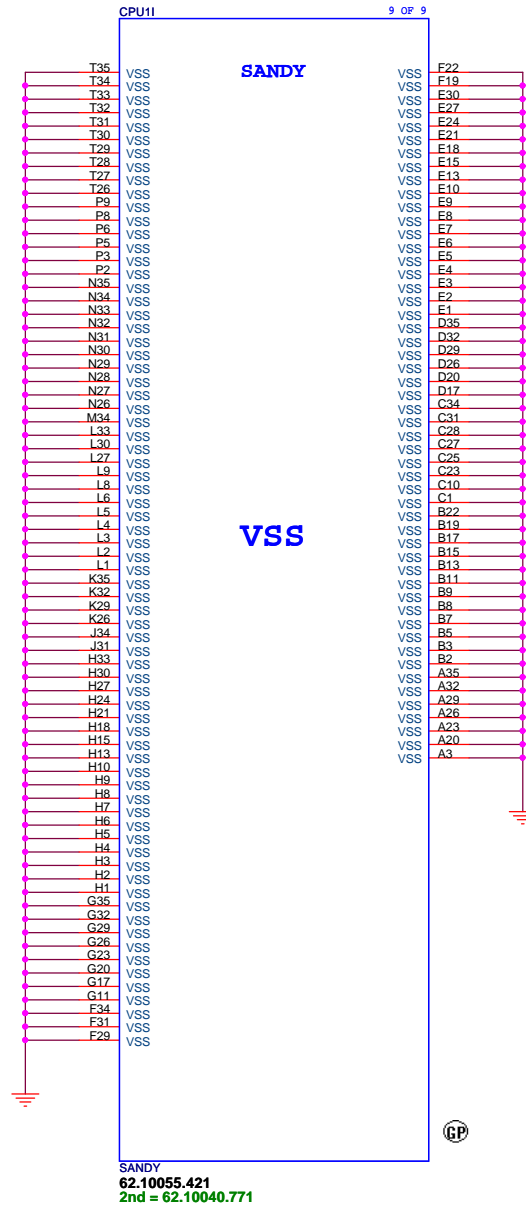 CPU1I 9 OF 9
SANDY
T35 VSS VSS F22
T34 VSS VSS F19
T33 VSS VSS E30
T32 VSS VSS E27
T31 VSS VSS E24
T30 VSS VSS E21
T29 VSS VSS E18
T28 VSS VSS E15
T27 VSS VSS E13
T26 VSS VSS E10
P9 VSS VSS E9
P8 VSS VSS E8
P6 VSS VSS E7
P5 VSS VSS E6
P3 VSS VSS E5
P2 VSS VSS E4
N35 VSS VSS E3
N34 VSS VSS E2
N33 VSS VSS E1
N32 VSS VSS D35
N31 VSS VSS D32
N30 VSS VSS D29
N29 VSS VSS D26
N28 VSS VSS D20
N27 VSS VSS D17
N26 VSS VSS C34
M34 VSS VSS C31
L33 VSS VSS C28
L30 VSS VSS C27
L27 VSS VSS C25
L9 VSS VSS C23
L8 VSS VSS C10
L6 VSS VSS C1
L5 VSS VSS B22
L4 VSS VSS B19
VSS
L3 VSS VSS B17
L2 VSS VSS B15
L1 VSS VSS B13
K35 VSS VSS B11
K32 VSS VSS B9
K29 VSS VSS B8
K26 VSS VSS B7
J34 VSS VSS B5
J31 VSS VSS B3
H33 VSS VSS B2
H30 VSS VSS A35
H27 VSS VSS A32
H24 VSS VSS A29
H21 VSS VSS A26
H18 VSS VSS A23
H15 VSS VSS A20
H13 VSS VSS A3
H10 VSS
H9 VSS
H8 VSS
H7 VSS
H6 VSS
H5 VSS
H4 VSS
H3 VSS
H2 VSS
H1 VSS
G35 VSS
G32 VSS
G29 VSS
G26 VSS
G23 VSS
G20 VSS
G17 VSS
G11 VSS
F34 VSS
F31 VSS
F29 VSS
GP
SANDY
62.10055.421
2nd = 62.10040.771